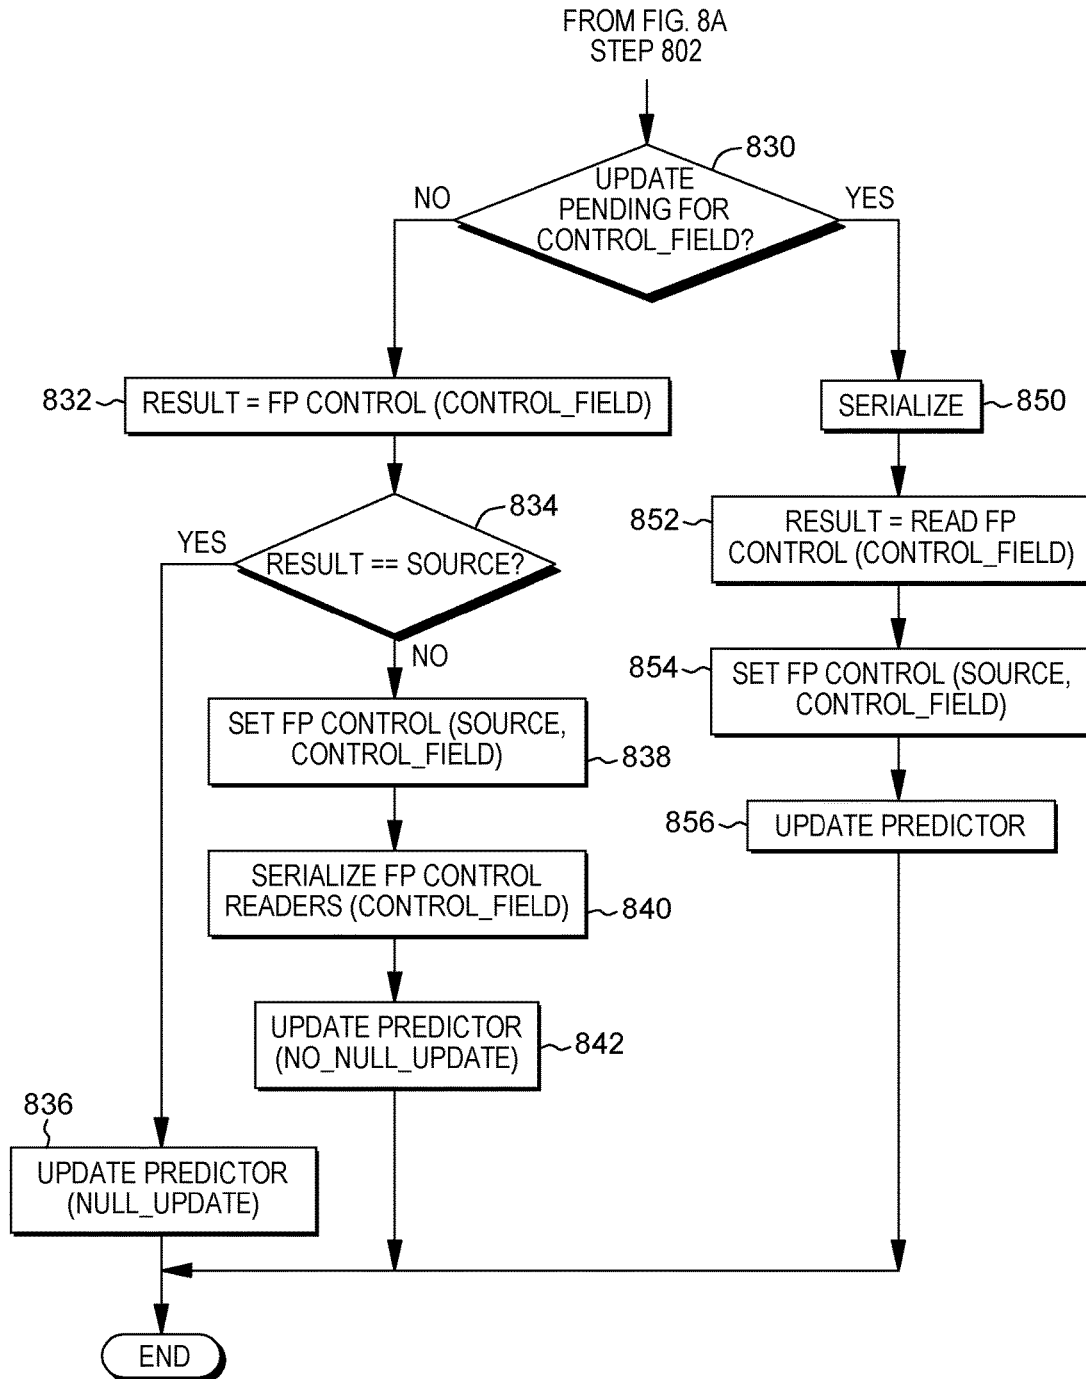 FROM FIG. 8A
STEP 802
830
UPDATE
PENDING FOR
CONTROL_FIELD?
NO
YES
832
RESULT = FP CONTROL (CONTROL_FIELD)
SERIALIZE
850
834
YES
RESULT == SOURCE?
NO
852
RESULT = READ FP
CONTROL (CONTROL_FIELD)
854
SET FP CONTROL (SOURCE,
CONTROL_FIELD)
SET FP CONTROL (SOURCE,
CONTROL_FIELD)
838
856
UPDATE PREDICTOR
SERIALIZE FP CONTROL
READERS (CONTROL_FIELD)
840
UPDATE PREDICTOR
(NO_NULL_UPDATE)
842
836
UPDATE PREDICTOR
(NULL_UPDATE)
END